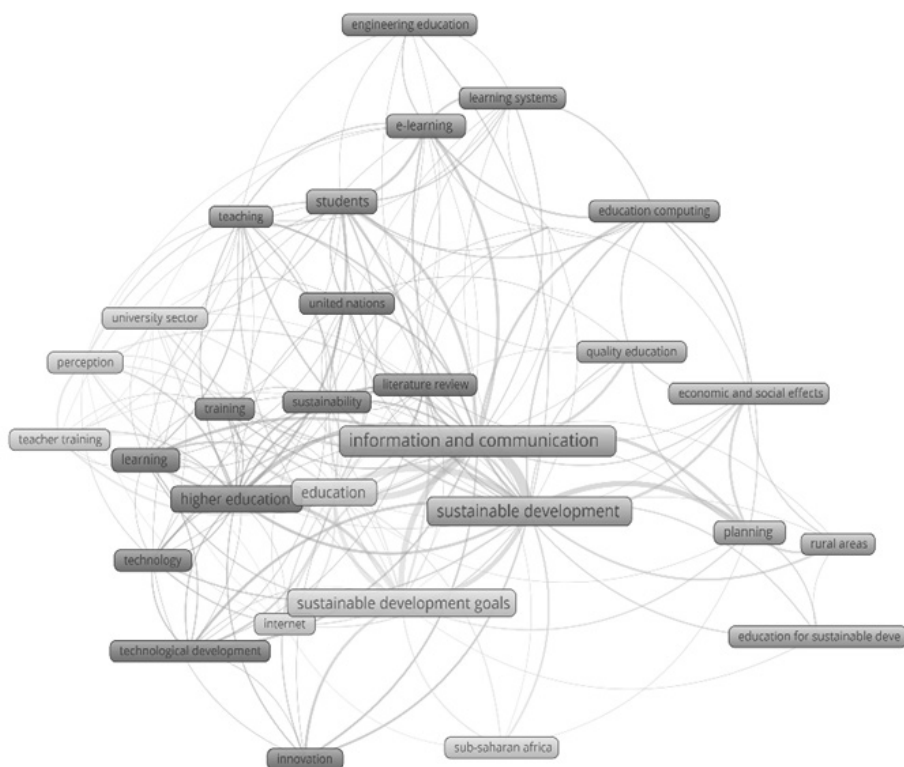 engineering education
learning systems
e-learning
students
education computing
teaching
united nations
university sector
quality education
perception
literature review
economic and social effects
sustainability
training
teacher training
information and communication
learning
education
higher education
sustainable development
planning
rural areas
technology
sustainable development goals
internet
education for sustainable deve
technological development
sub-saharan africa
innovation